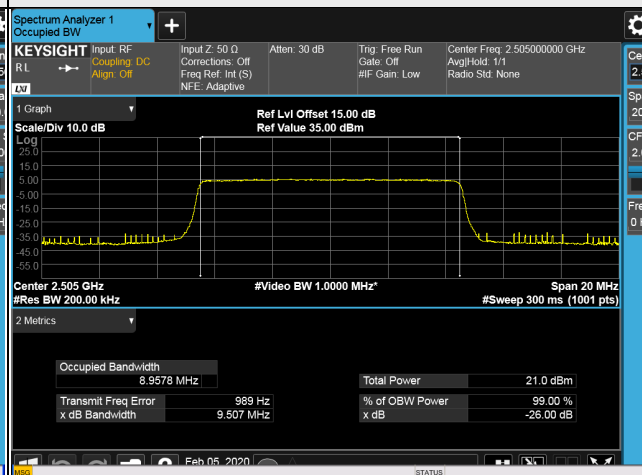 Spectrum Analyzer 1
Occupied BW
KEYSIGHT
R L
LXI
Input: RF
Coupling: DC
Align: Off
Input Z: 50 Ω
Corrections: Off
Freq Ref: Int (S)
NFE: Adaptive
Atten: 30 dB
Trig: Free Run
Gate: Off
#IF Gain: Low
Center Freq: 2.505000000 GHz
Avg|Hold: 1/1
Radio Std: None
1 Graph
Scale/Div 10.0 dB
Ref Lvl Offset 15.00 dB
Ref Value 35.00 dBm
Log
25.0
15.0
5.00
-5.00
-15.0
-25.0
-35.0
-45.0
-55.0
Center 2.505 GHz
#Video BW 1.0000 MHz*
Span 20 MHz
#Res BW 200.00 kHz
#Sweep 300 ms (1001 pts)
2 Metrics
Occupied Bandwidth
8.9578 MHz
Total Power 21.0 dBm
Transmit Freq Error 989 Hz
% of OBW Power 99.00 %
x dB Bandwidth 9.507 MHz
x dB -26.00 dB
Feb 05, 2020
MSG
STATUS